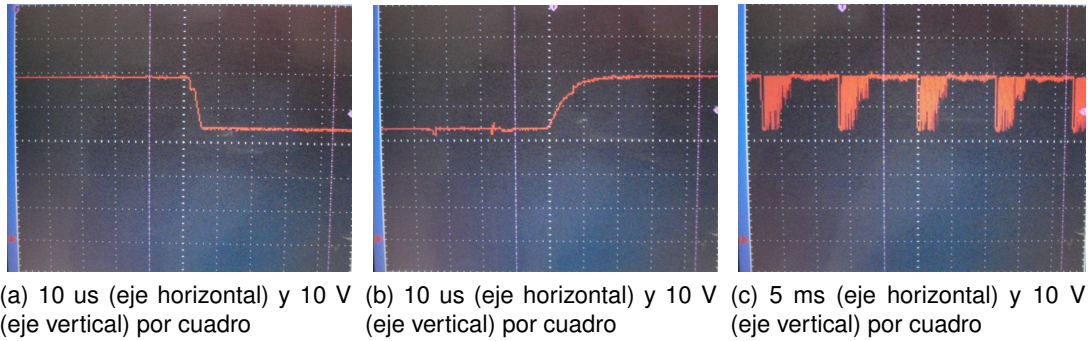 (a) 10 us (eje horizontal) y 10 V
(eje vertical) por cuadro
(b) 10 us (eje horizontal) y 10 V
(eje vertical) por cuadro
(c) 5 ms (eje horizontal) y 10 V
(eje vertical) por cuadro